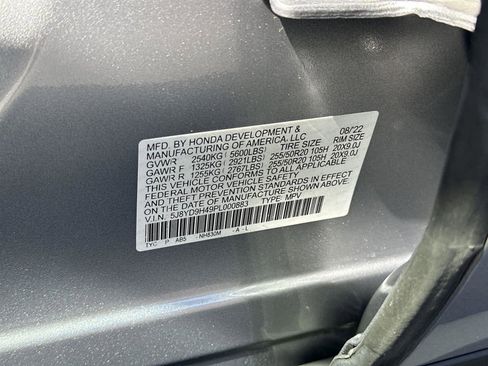 MFD. BY HONDA DEVELOPMENT & 08/22
MANUFACTURING OF AMERICA, LLC TIRE SIZE RIM SIZE
GVWR 2540KG ( 5600LBS)
GAWR F 1325KG ( 2921LBS) 255/50R20 105H 20X9.0J
GAWR R 1255KG ( 2767LBS) 255/50R20 105H 20X9.0J
THIS VEHICLE CONFORMS TO ALL APPLICABLE
FEDERAL MOTOR VEHICLE SAFETY
AND THEFT PREVENTION STANDARDS IN EFFECT
ON THE DATE OF MANUFACTURE SHOWN ABOVE.
V.I.N. 5J8YD9H49PL000883 TYPE: MPV
TYC P AB5 NH830M -A - L